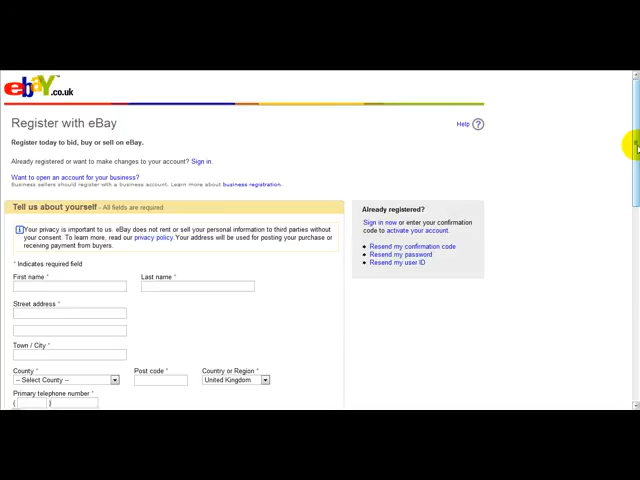 ebay.co.uk
Register with eBay
Help ?
Register today to bid, buy or sell on eBay.
Already registered or want to make changes to your account? Sign in.
Want to open an account for your business?
Business sellers should register with a business account. Learn more about business registration.
Tell us about yourself - All fields are required
Your privacy is important to us. eBay does not rent or sell your personal information to third parties without
your consent. To learn more, read our privacy policy.Your address will be used for posting your purchase or
receiving payment from buyers.
* Indicates required field
First name * Last name *
Street address *
Town / City *
County * Post code * Country or Region *
-- Select County -- United Kingdom
Primary telephone number *
( )
Already registered?
Sign in now or enter your confirmation
code to activate your account.
Resend my confirmation code
Resend my password
Resend my user ID